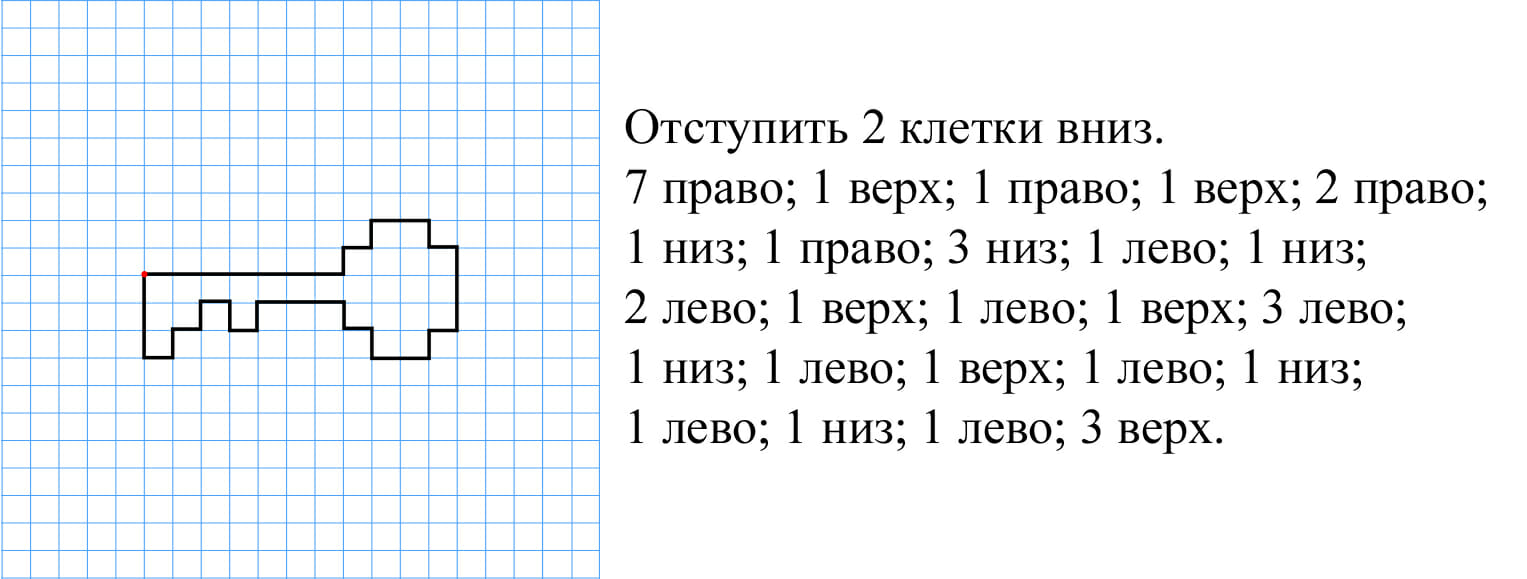 Отступить 2 клетки вниз.
7 право; 1 верх; 1 право; 1 верх; 2 право;
1 низ; 1 право; 3 низ; 1 лево; 1 низ;
2 лево; 1 верх; 1 лево; 1 верх; 3 лево;
1 низ; 1 лево; 1 верх; 1 лево; 1 низ;
1 лево; 1 низ; 1 лево; 3 верх.